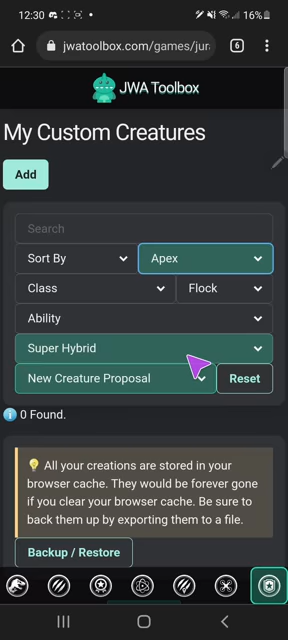 12:30
16%
jwatoolbox.com/games/jur
6
JWA Toolbox
My Custom Creatures
Add
Search
Sort By
Apex
Class
Flock
Ability
Super Hybrid
New Creature Proposal
Reset
0 Found.
All your creations are stored in your
browser cache. They would be forever gone
if you clear your browser cache. Be sure to
back them up by exporting them to a file.
Backup / Restore